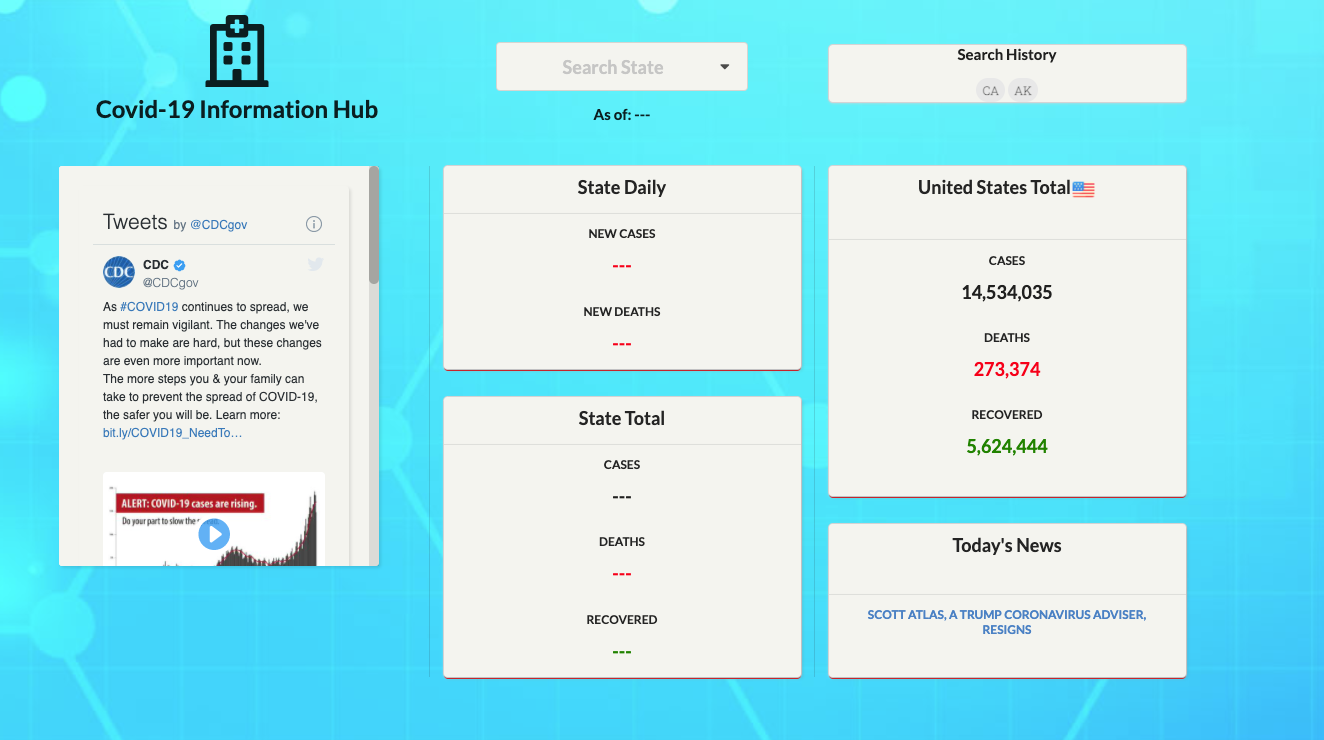 Covid-19 Information Hub
Search State
As of: ---
Search History
CA AK
Tweets by @CDCgov
CDC
CDC
@CDCgov
As #COVID19 continues to spread, we
must remain vigilant. The changes we've
had to make are hard, but these changes
are even more important now.
The more steps you & your family can
take to prevent the spread of COVID-19,
the safer you will be. Learn more:
bit.ly/COVID19_NeedTo…
ALERT: COVID-19 cases are rising.
Do your part to slow the
State Daily
NEW CASES
---
NEW DEATHS
---
State Total
CASES
---
DEATHS
---
RECOVERED
---
United States Total
CASES
14,534,035
DEATHS
273,374
RECOVERED
5,624,444
Today's News
SCOTT ATLAS, A TRUMP CORONAVIRUS ADVISER,
RESIGNS